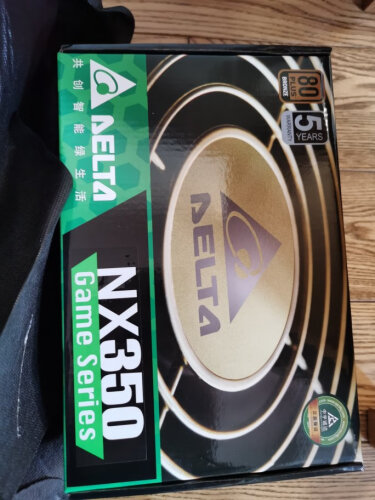 DELTA
共创智能绿生活
NX350
Game Series
DELTA
80
PLUS
BRONZE
5
WARRANTY
YEARS